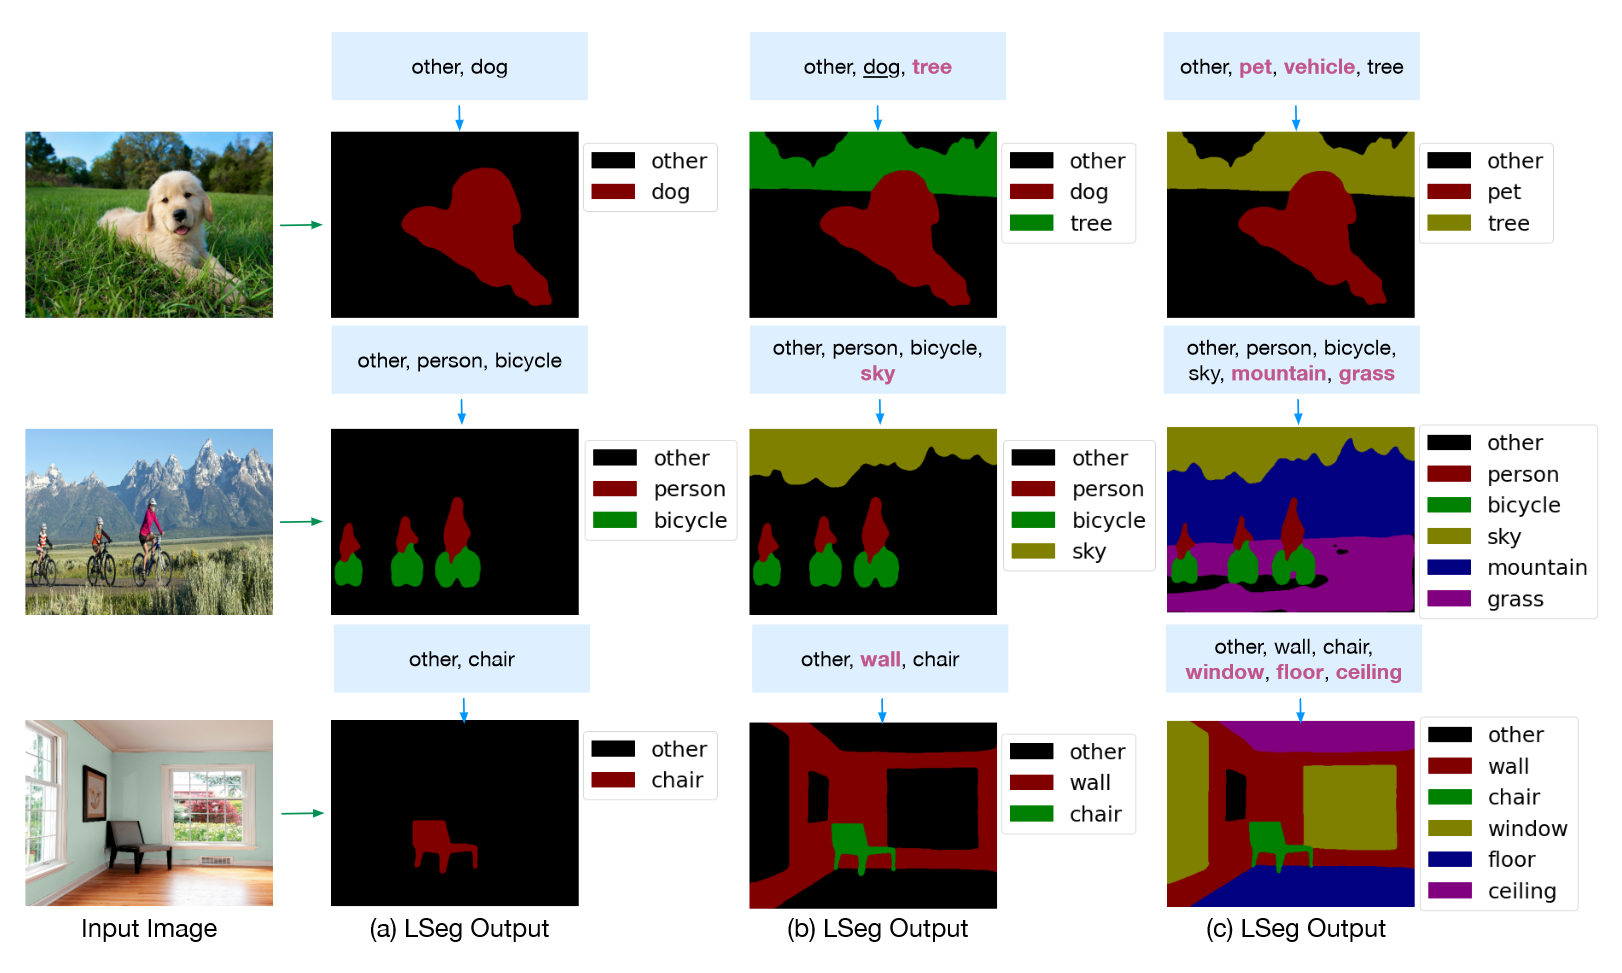 other, dog
other, dog, tree
other, pet, vehicle, tree
other
dog
other
dog
tree
other
pet
tree
other, person, bicycle
other, person, bicycle,
sky
other, person, bicycle,
sky, mountain, grass
other
person
bicycle
other
person
bicycle
sky
other
person
bicycle
sky
mountain
grass
other, chair
other, wall, chair
other, wall, chair,
window, floor, ceiling
other
chair
other
wall
chair
other
wall
chair
window
floor
ceiling
Input Image
(a) LSeg Output
(b) LSeg Output
(c) LSeg Output